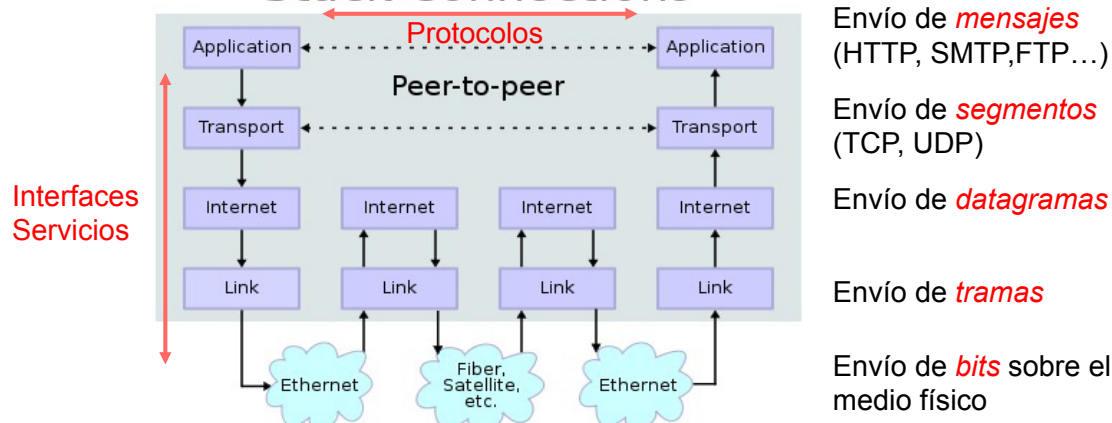 Stack Connections
Protocolos
Application
Application
Envío de mensajes
(HTTP, SMTP,FTP…)
Peer-to-peer
Transport
Transport
Envío de segmentos
(TCP, UDP)
Interfaces
Servicios
Internet
Internet
Internet
Internet
Envío de datagramas
Link
Link
Link
Link
Envío de tramas
Ethernet
Fiber,
Satellite,
etc.
Ethernet
Envío de bits sobre el
medio físico